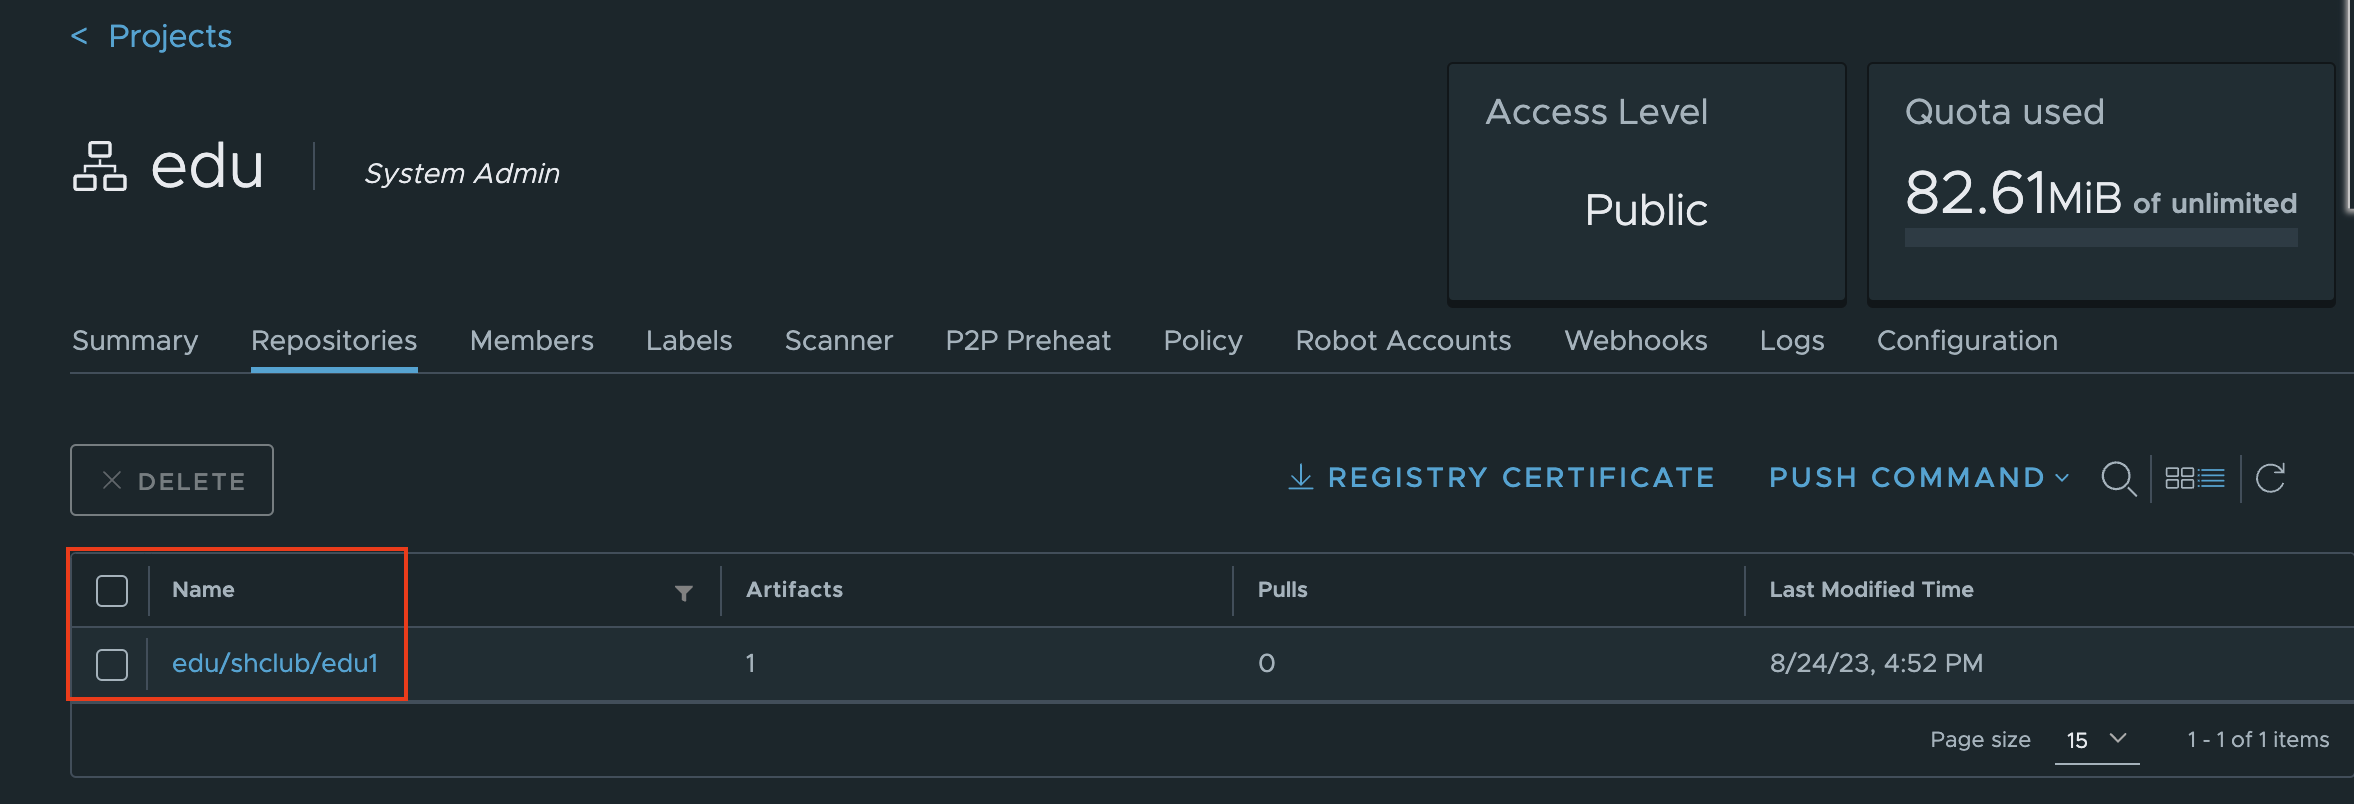 < Projects
edu
System Admin
Access Level
Public
Quota used
82.61MiB of unlimited
Summary Repositories Members Labels Scanner P2P Preheat Policy Robot Accounts Webhooks Logs Configuration
DELETE
REGISTRY CERTIFICATE PUSH COMMAND
Name Artifacts Pulls Last Modified Time
edu/shclub/edu1 1 0 8/24/23, 4:52 PM
Page size 15 1 - 1 of 1 items